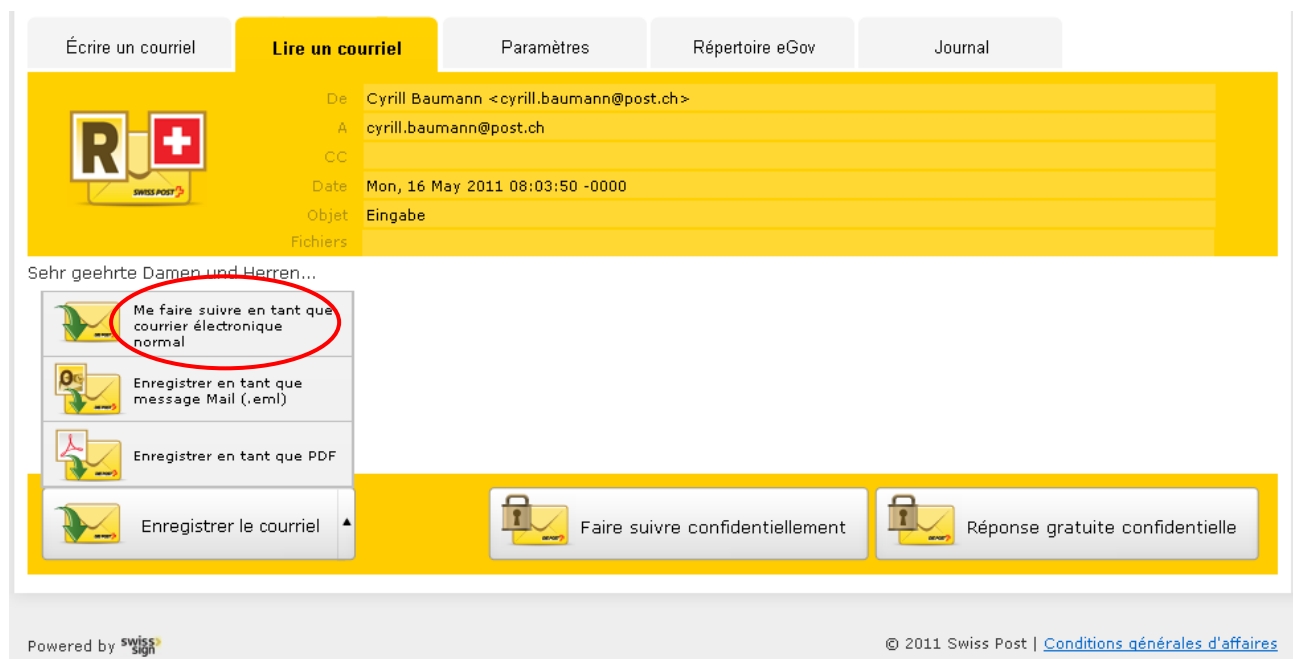 Écrire un courriel Lire un courriel Paramètres Répertoire eGov Journal
De Cyrill Baumann <cyrill.baumann@post.ch>
A cyrill.baumann@post.ch
CC
Date Mon, 16 May 2011 08:03:50 -0000
Objet Eingabe
Fichiers
R
SWISS POST
Sehr geehrte Damen und Herren...
Me faire suivre en tant que
courrier électronique
normal
Enregistrer en tant que
message Mail (.eml)
Enregistrer en tant que PDF
Enregistrer le courriel Faire suivre confidentiellement Réponse gratuite confidentielle
Powered by swiss sign © 2011 Swiss Post | Conditions générales d'affaires